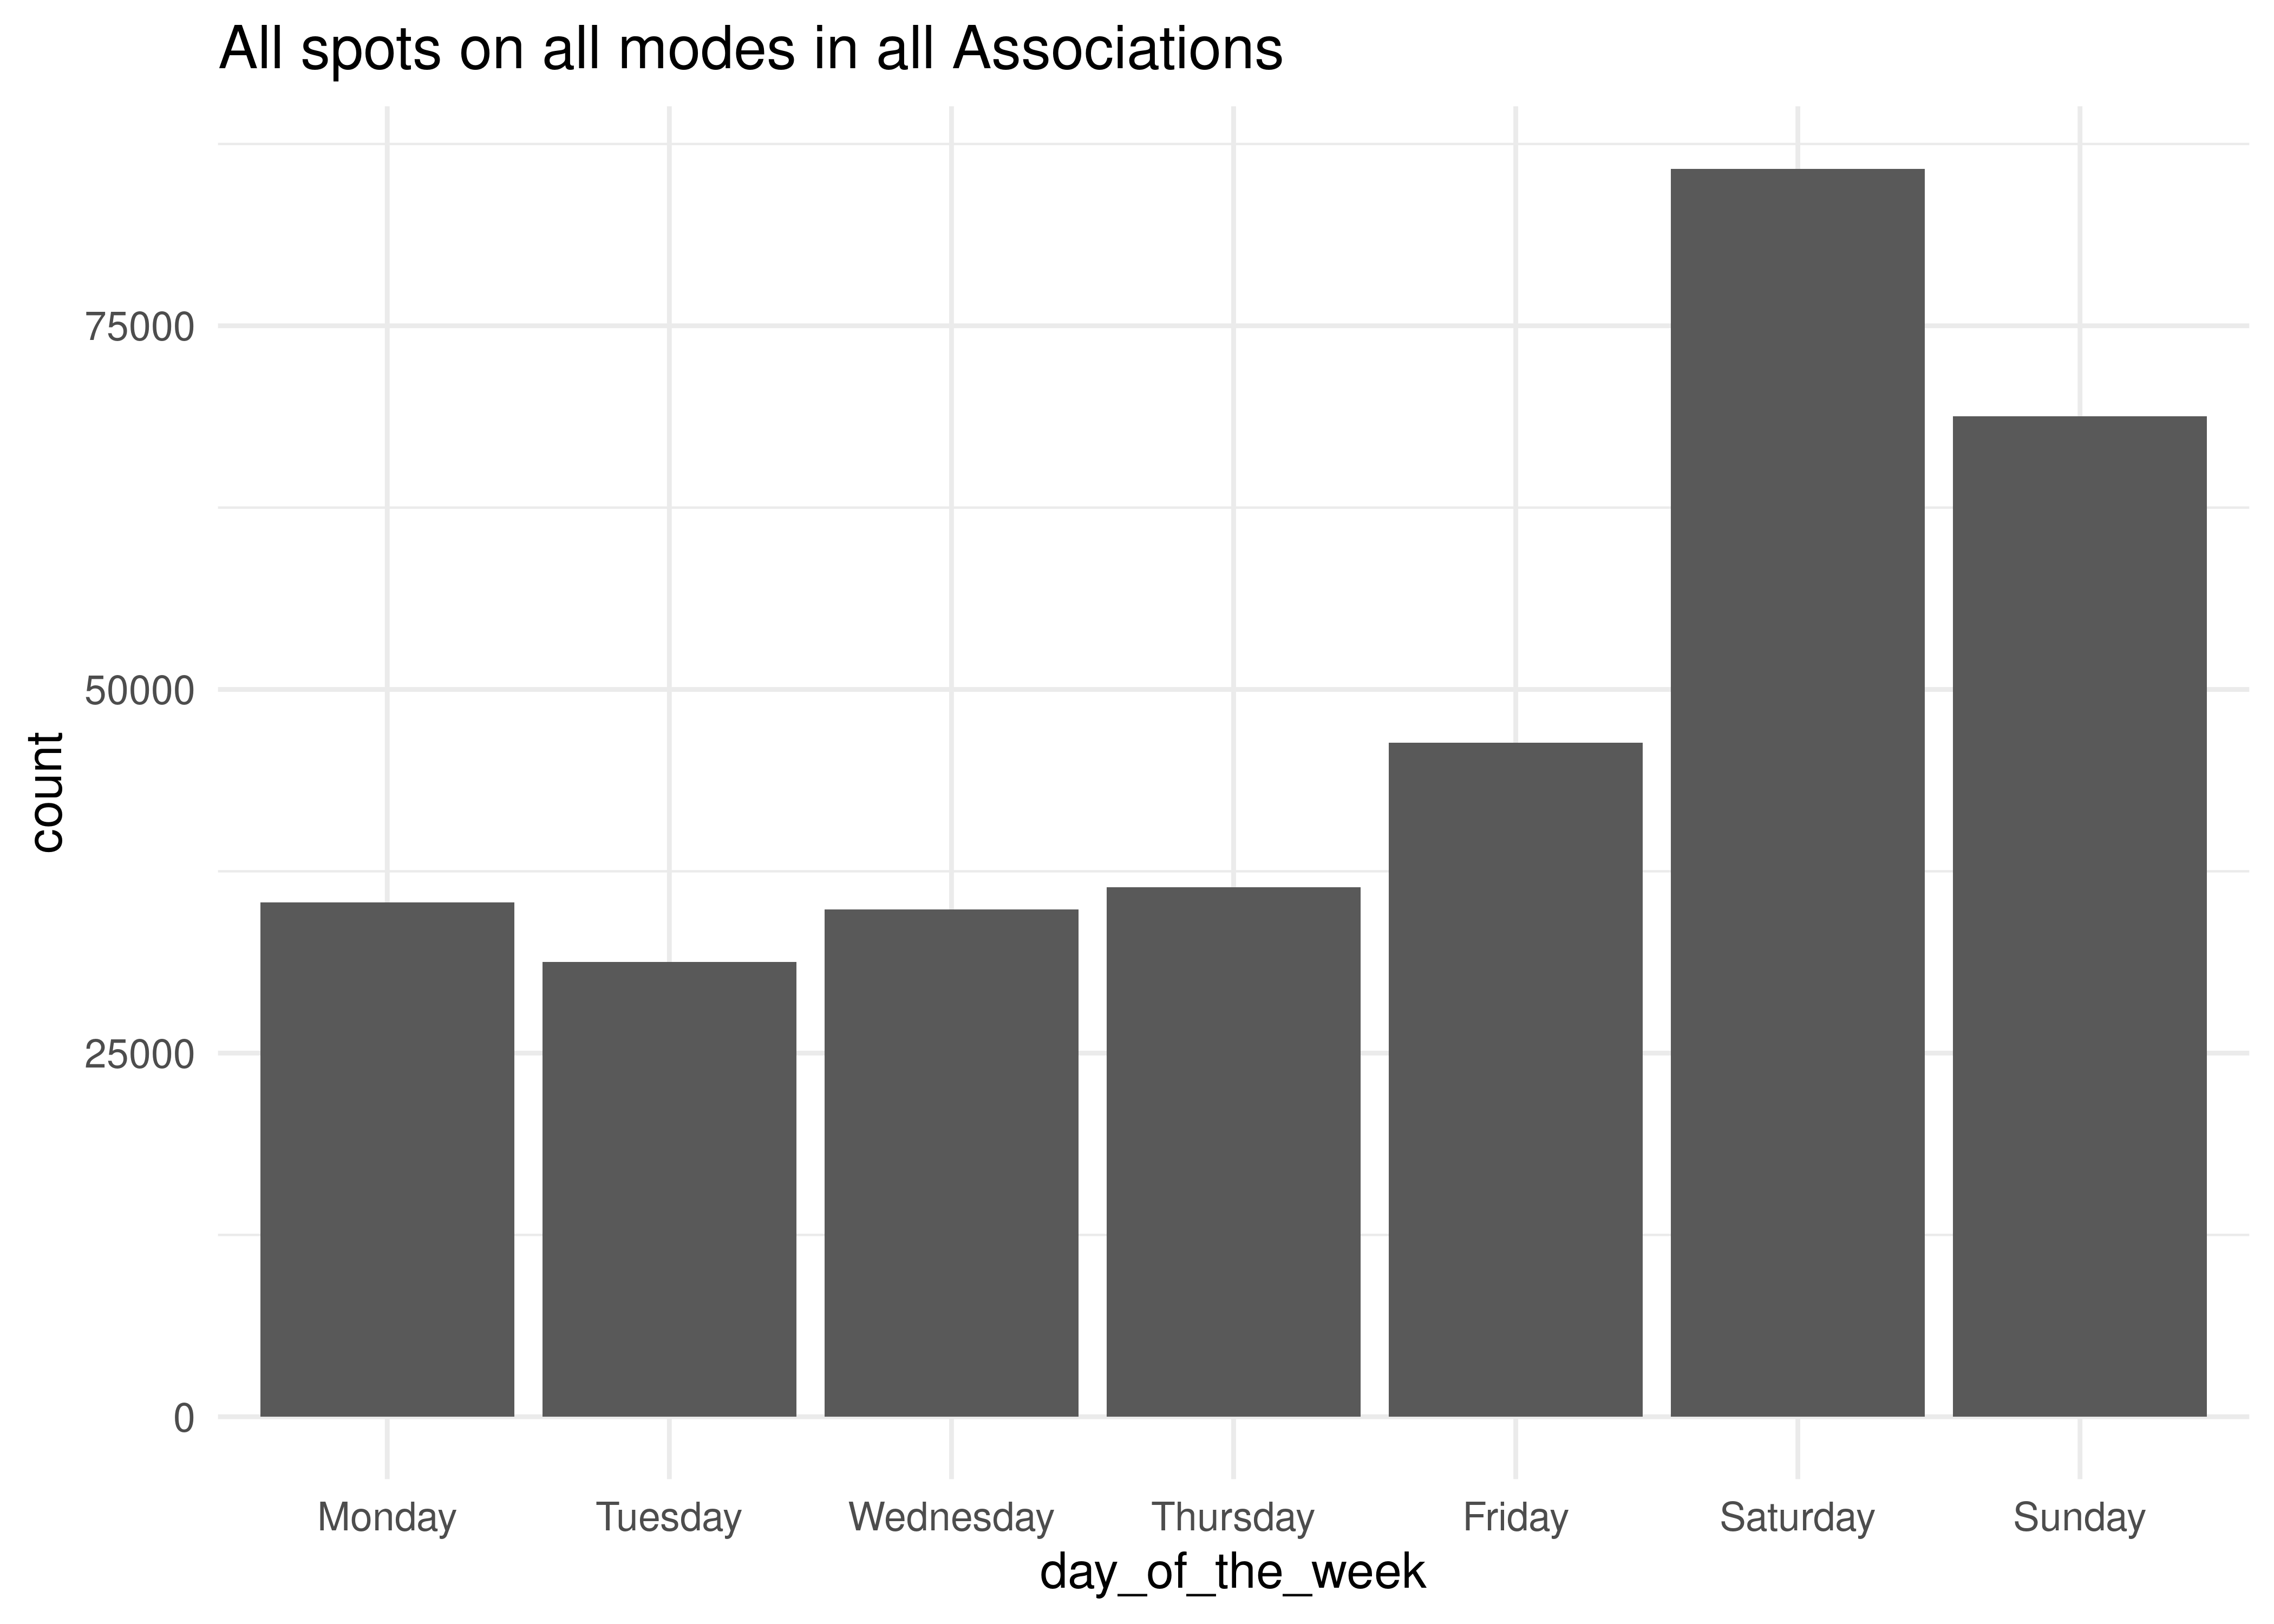 All spots on all modes in all Associations
count
75000
50000
25000
0
Monday Tuesday Wednesday Thursday Friday Saturday Sunday
day_of_the_week